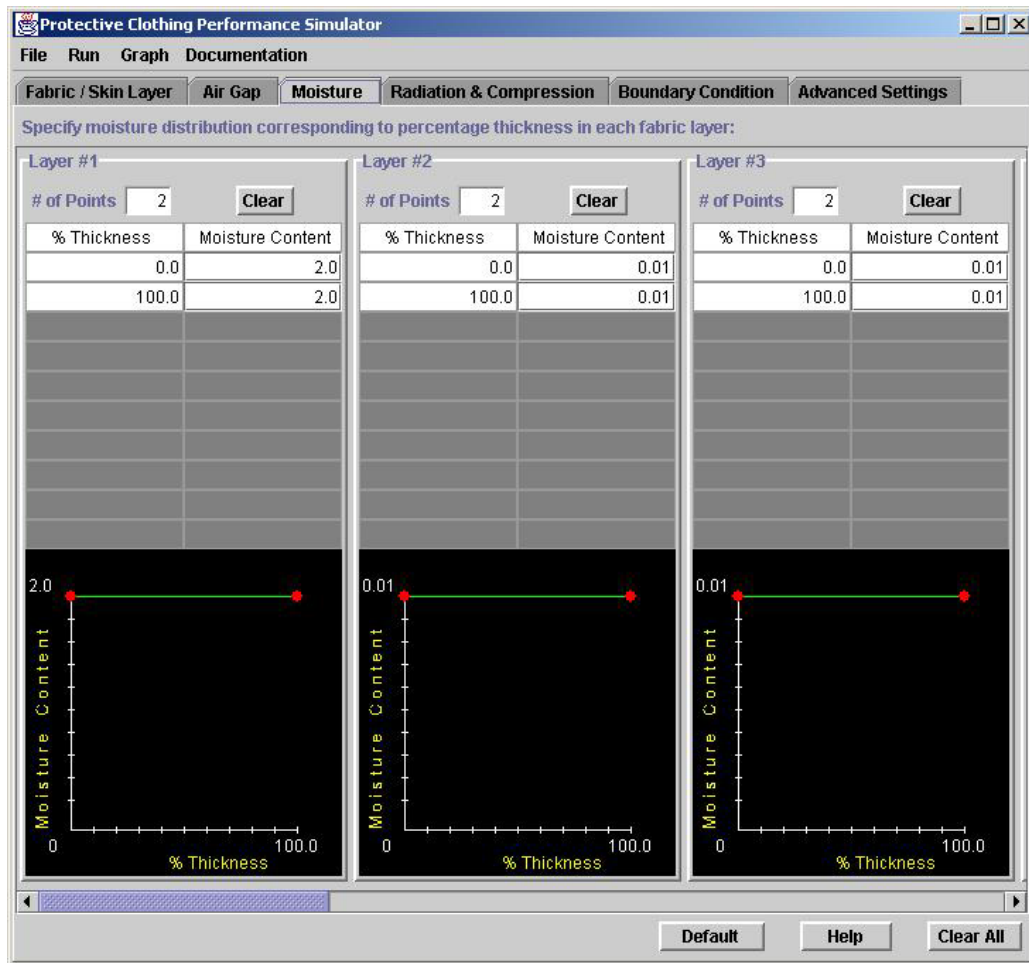 Protective Clothing Performance Simulator
File Run Graph Documentation
Fabric / Skin Layer Air Gap Moisture Radiation & Compression Boundary Condition Advanced Settings
Specify moisture distribution corresponding to percentage thickness in each fabric layer:
Layer #1 Layer #2 Layer #3
# of Points 2 Clear # of Points 2 Clear # of Points 2 Clear
% Thickness Moisture Content % Thickness Moisture Content % Thickness Moisture Content
0.0 2.0 0.0 0.01 0.0 0.01
100.0 2.0 100.0 0.01 100.0 0.01
2.0 0.01 0.01
Moisture Content Moisture Content Moisture Content
0 100.0 0 100.0 0 100.0
% Thickness % Thickness % Thickness
Default Help Clear All